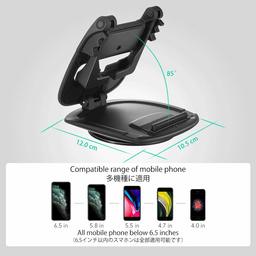 85°
12.0 cm
10.5 cm
Compatible range of mobile phone
多機種に適用
6.5 in
5.8 in
5.5 in
4.7 in
4.0 in
All mobile phone below 6.5 inches
(6.5インチ以内のスマホンは全部適用可能です)